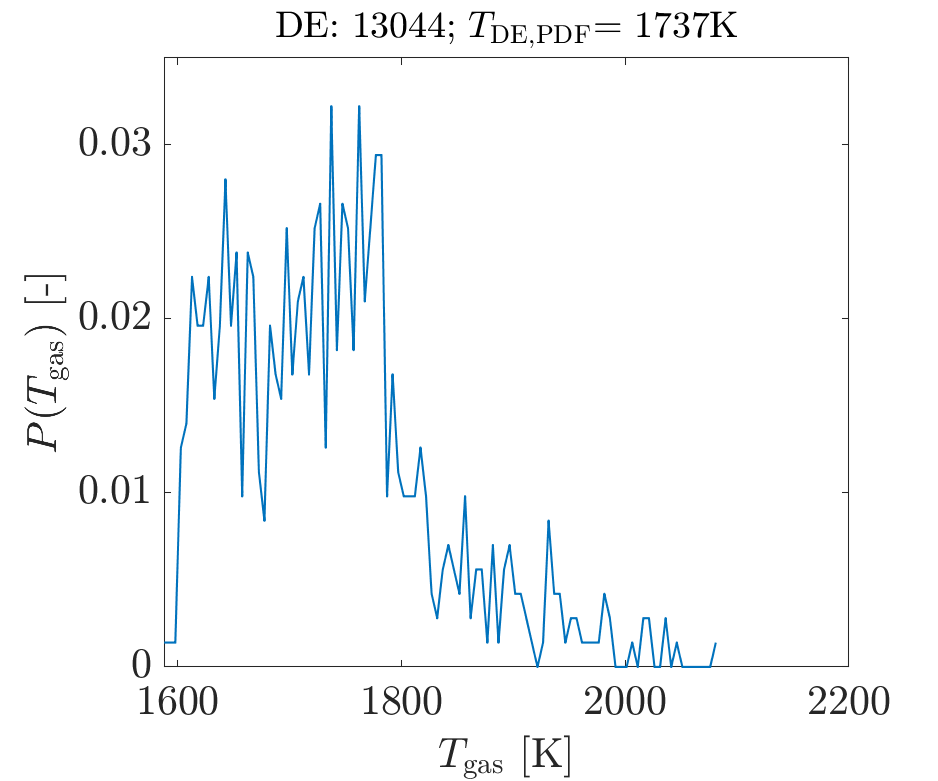 DE: 13044; T_DE,PDF= 1737K
0.03
0.02
0.01
0
P(T_gas) [-]
1600 1800 2000 2200
T_gas [K]